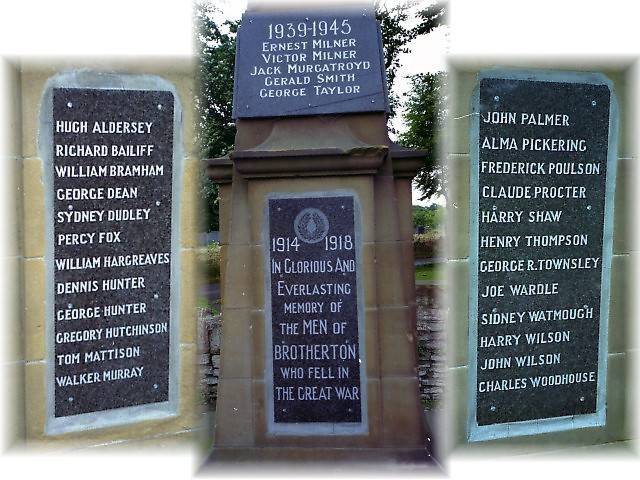 HUGH ALDERSEY
RICHARD BAILIFF
WILLIAM BRAMHAM
GEORGE DEAN
SYDNEY DUDLEY
PERCY FOX
WILLIAM HARGREAVES
DENNIS HUNTER
GEORGE HUNTER
GREGORY HUTCHINSON
TOM MATTISON
WALKER MURRAY
1939-1945
ERNEST MILNER
VICTOR MILNER
JACK MURGATROYD
GERALD SMITH
GEORGE TAYLOR
1914 1918
IN GLORIOUS AND
EVERLASTING
MEMORY OF
THE MEN OF
BROTHERTON
WHO FELL IN
THE GREAT WAR
JOHN PALMER
ALMA PICKERING
FREDERICK POULSON
CLAUDE PROCTER
HARRY SHAW
HENRY THOMPSON
GEORGE R. TOWNSLEY
JOE WARDLE
SIDNEY WATMOUGH
HARRY WILSON
JOHN WILSON
CHARLES WOODHOUSE